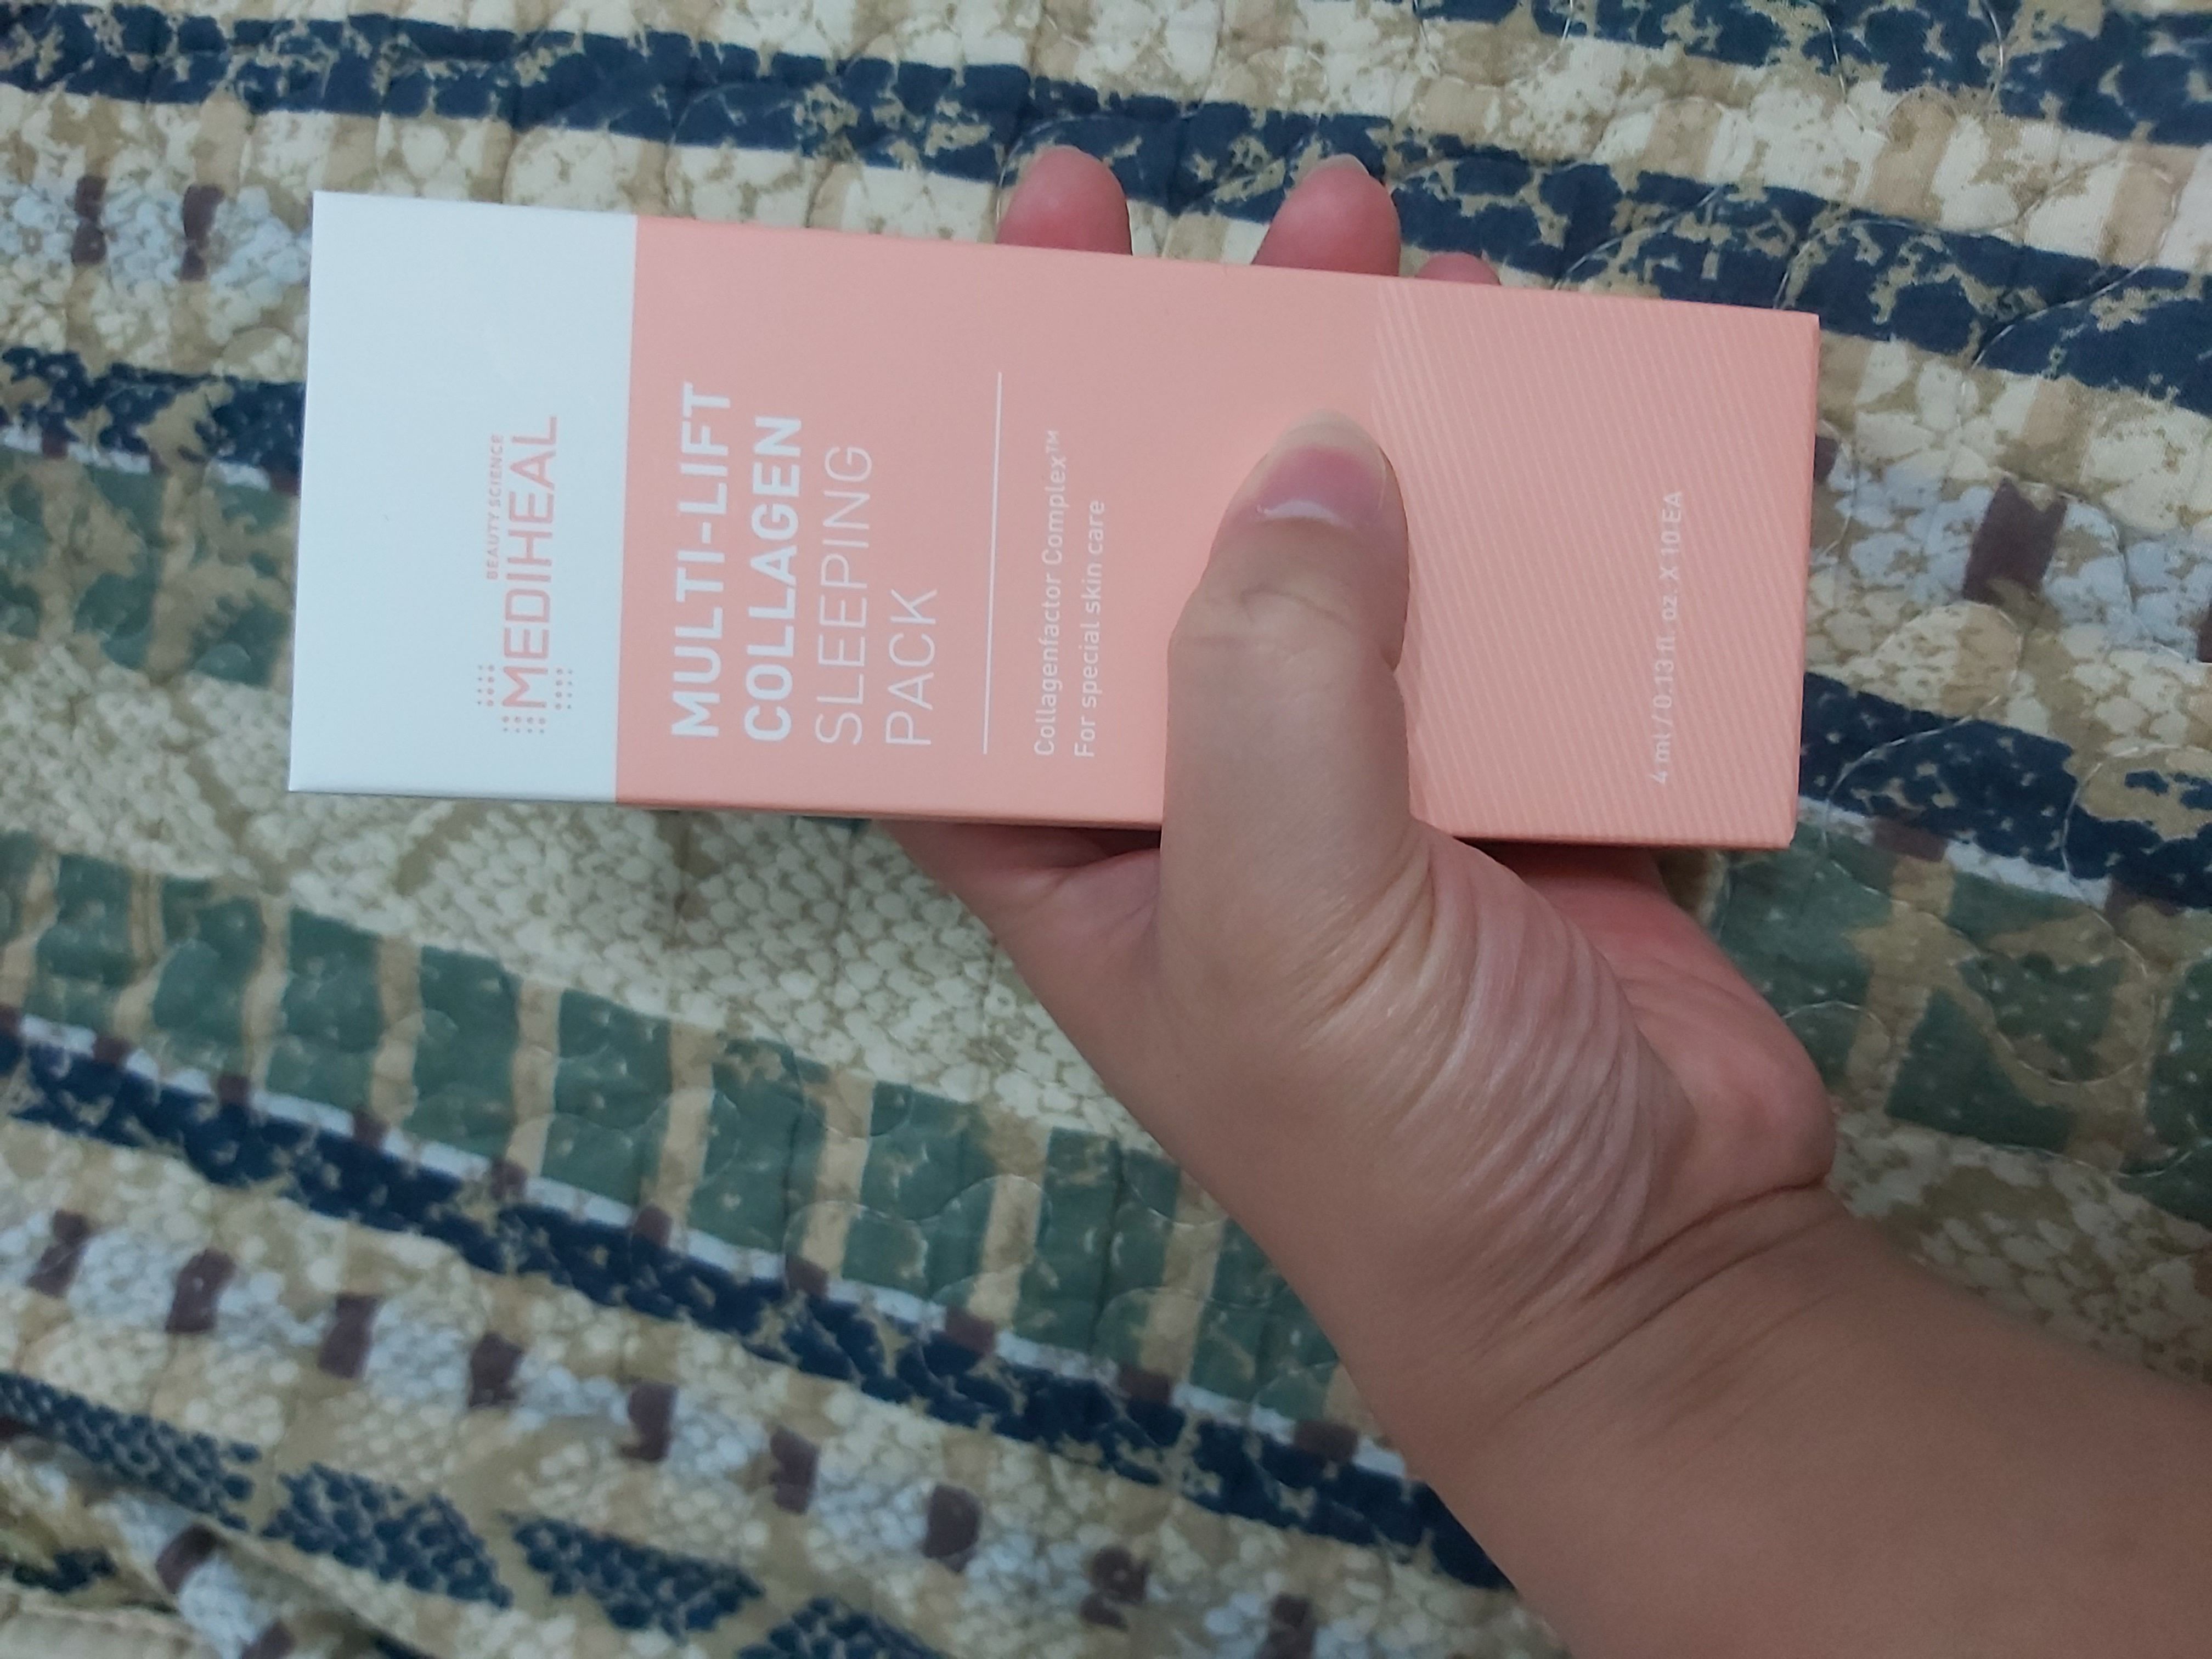 BEAUTY SCIENCE
MEDIHEAL
MULTI-LIFT
COLLAGEN
SLEEPING
PACK
Collagenfactor Complex™
For special skin care
4 ml / 0.13 fl. oz. X 10 EA